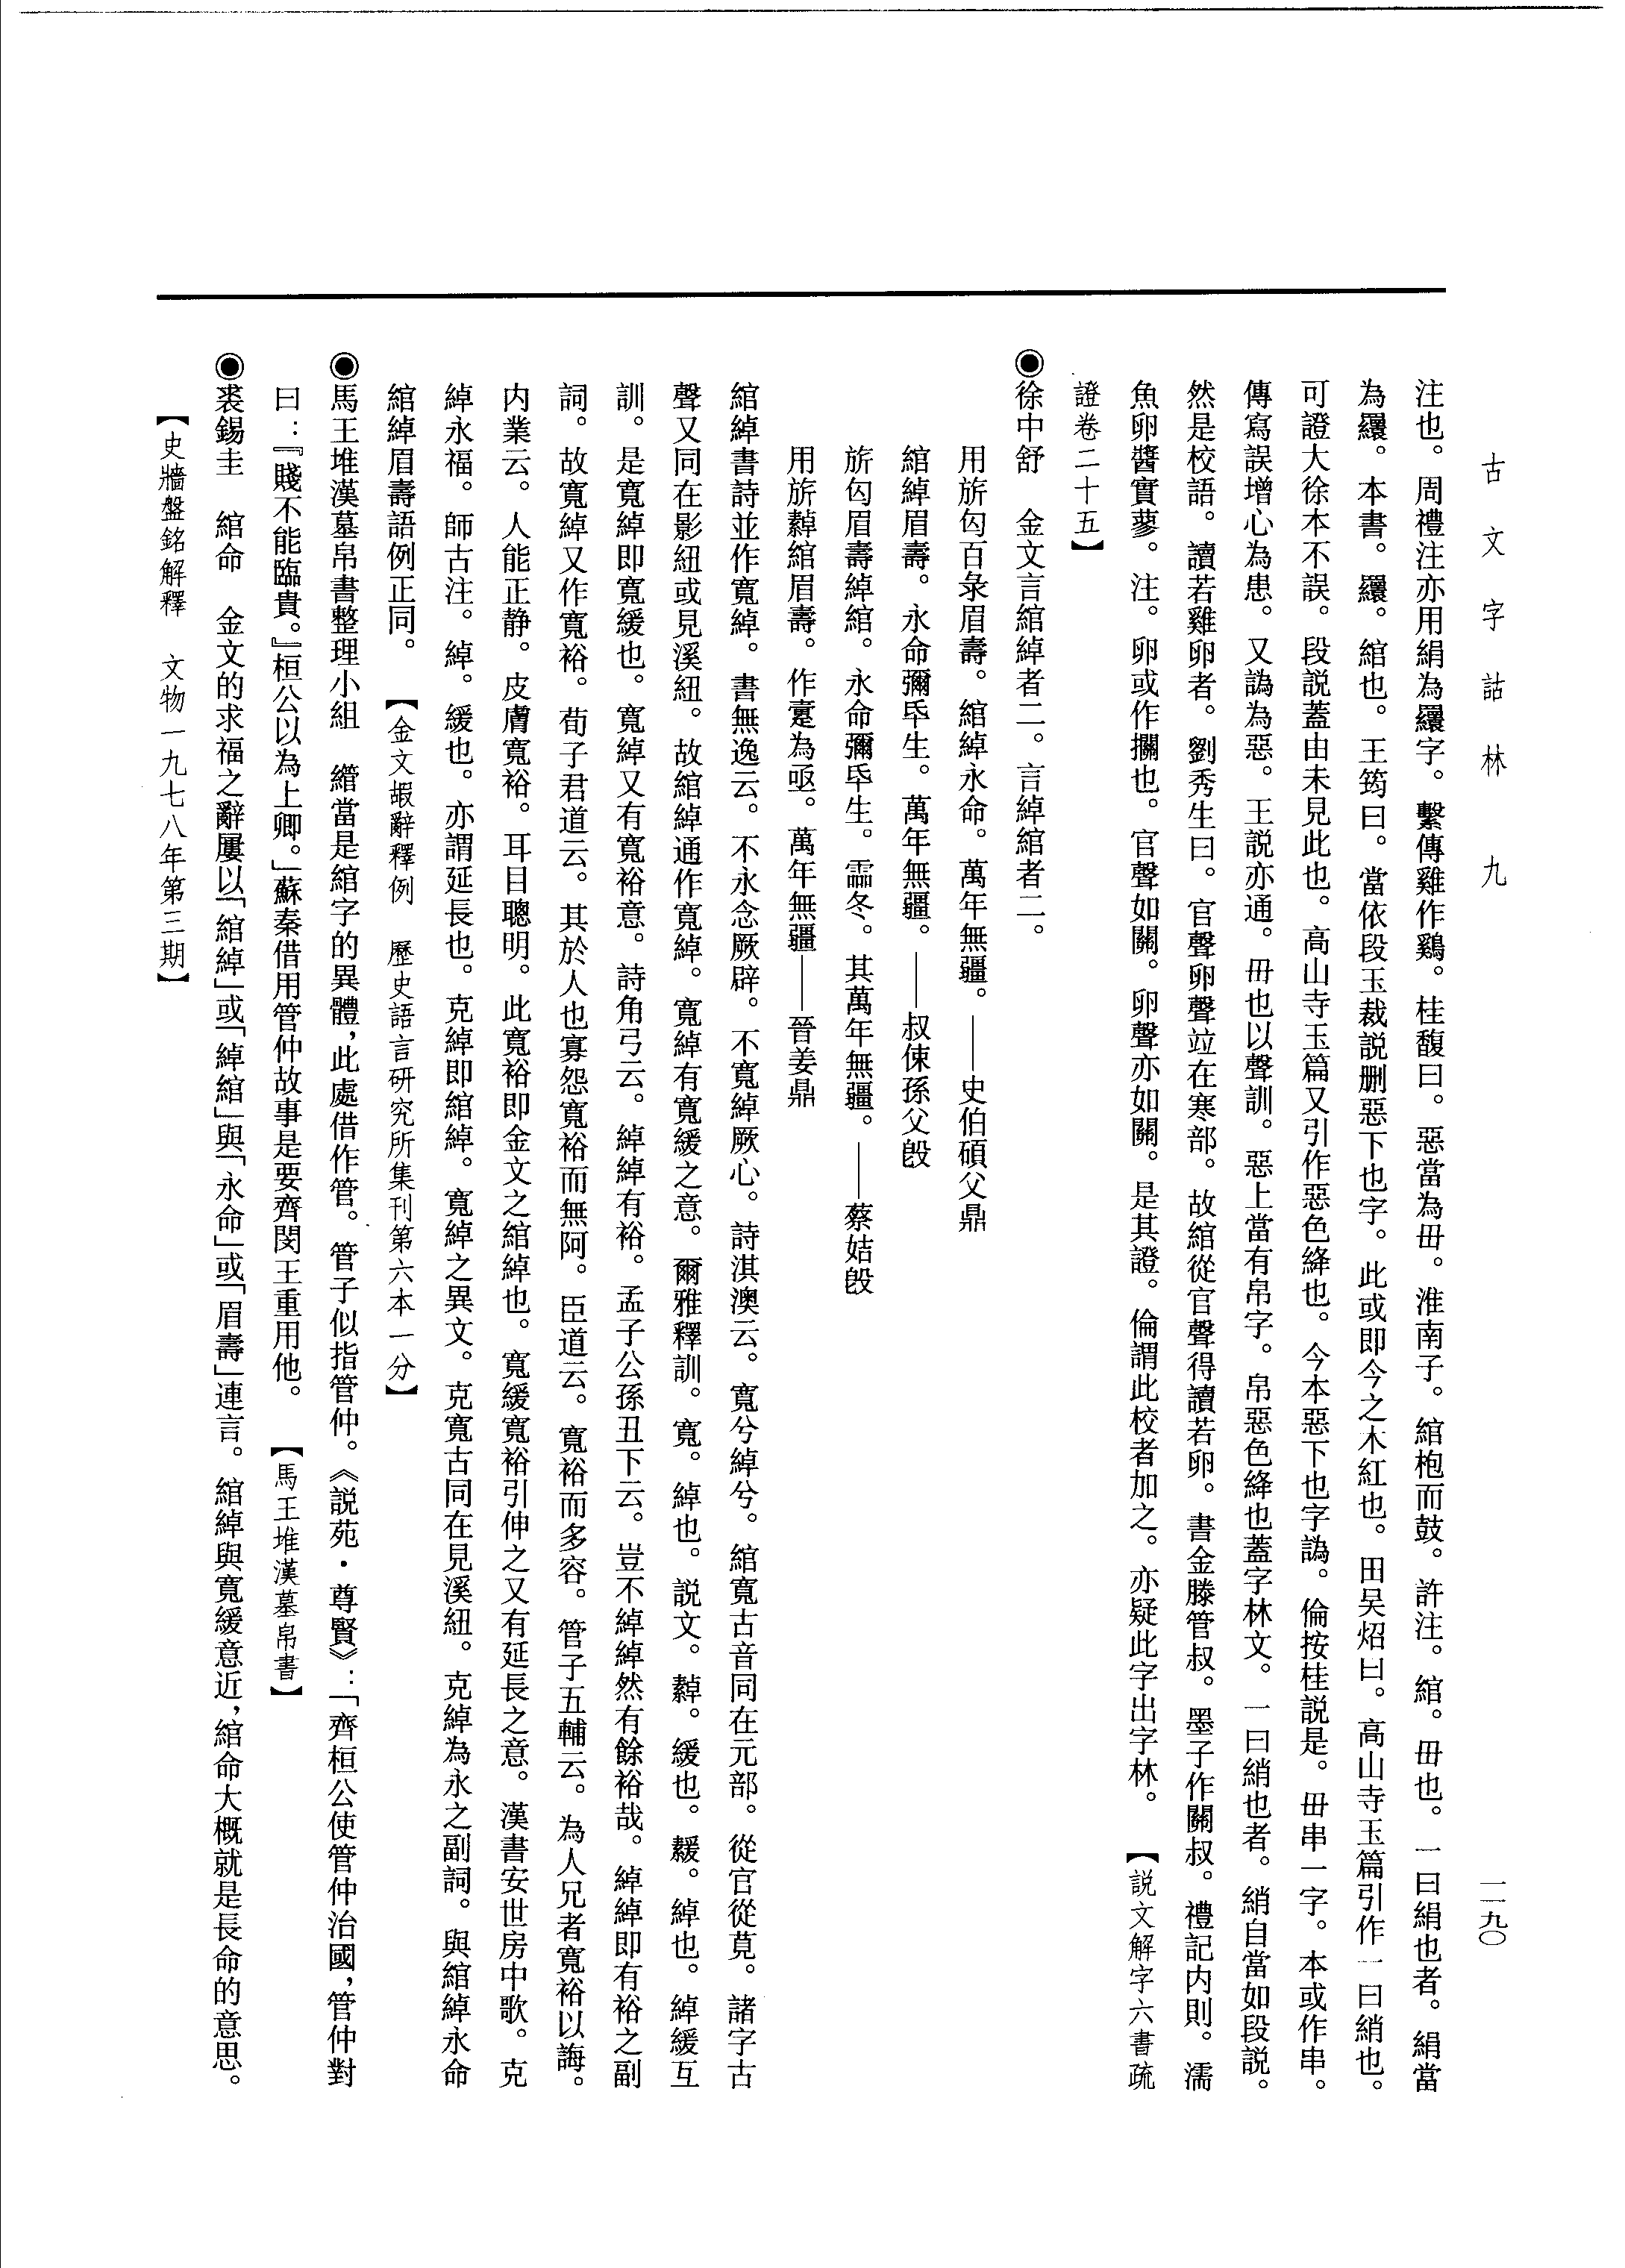 古文字詁林　九
一一九〇
注也。周禮注亦用絹為纙字。繫傳雞作鷄。桂馥曰。惡當為毌。淮南子。綰枹而鼓。許注。綰。毌也。一曰絹也者。絹當
為纙。本書。纙。綰也。王筠曰。當依段玉裁説删惡下也字。此或即今之木紅也。田吴炤曰。高山寺玉篇引作一曰綃也。
可證大徐本不誤。段説蓋由未見此也。高山寺玉篇又引作惡色絳也。今本惡下也字譌。倫按桂説是。毌串一字。本或作串。
傳寫誤增心為患。又譌為惡。王説亦通。毌也以聲訓。惡上當有帛字。帛惡色絳也蓋字林文。一曰綃也者。綃自當如段説。
然是校語。讀若雞卵者。劉秀生曰。官聲卵聲竝在寒部。故綰從官聲得讀若卵。書金滕管叔。墨子作關叔。禮記内則。濡
魚卵醬實蓼。注。卵或作攔也。官聲如關。卵聲亦如關。是其證。倫謂此校者加之。亦疑此字出字林。【説文解字六書疏
證卷二十五】
◉徐中舒　金文言綰綽者二。言綽綰者二。
用旂匃百彔眉壽。綰綽永命。萬年無疆。——史伯碩父鼎
綰綽眉壽。永命彌氒生。萬年無疆。——叔倲孫父𣪘
旂匃眉壽綽綰。永命彌氒生。霝冬。其萬年無疆。——蔡姞𣪘
用旂繛綰眉壽。作疐為亟。萬年無疆——晉姜鼎
綰綽書詩並作寬綽。書無逸云。不永念厥辟。不寬綽厥心。詩淇澳云。寬兮綽兮。綰寬古音同在元部。從官從萈。諸字古
聲又同在影紐或見溪紐。故綰綽通作寬綽。寬綽有寬緩之意。爾雅釋訓。寬。綽也。説文。繛。緩也。緩。綽也。綽緩互
訓。是寬綽即寬緩也。寬綽又有寬裕意。詩角弓云。綽綽有裕。孟子公孫丑下云。豈不綽綽然有餘裕哉。綽綽即有裕之副
詞。故寬綽又作寬裕。荀子君道云。其於人也寡怨寬裕而無阿。臣道云。寬裕而多容。管子五輔云。為人兄者寬裕以誨。
内業云。人能正静。皮膚寬裕。耳目聰明。此寬裕即金文之綰綽也。寬緩寬裕引伸之又有延長之意。漢書安世房中歌。克
綽永福。師古注。綽。緩也。亦謂延長也。克綽即綰綽。寬綽之異文。克寬古同在見溪紐。克綽為永之副詞。與綰綽永命
綰綽眉壽語例正同。【金文嘏辭釋例　歷史語言研究所集刊第六本一分】
◉馬王堆漢墓帛書整理小組　䌯當是綰字的異體，此處借作管。管子似指管仲。《説苑·尊賢》：「齊桓公使管仲治國，管仲對
曰：『賤不能臨貴。』桓公以為上卿。」蘇秦借用管仲故事是要齊閔王重用他。【馬王堆漢墓帛書】
◉裘錫圭　綰命　金文的求福之辭屢以「綰綽」或「綽綰」與「永命」或「眉壽」連言。綰綽與寬緩意近，綰命大概就是長命的意思。
【史牆盤銘解釋　文物一九七八年第三期】